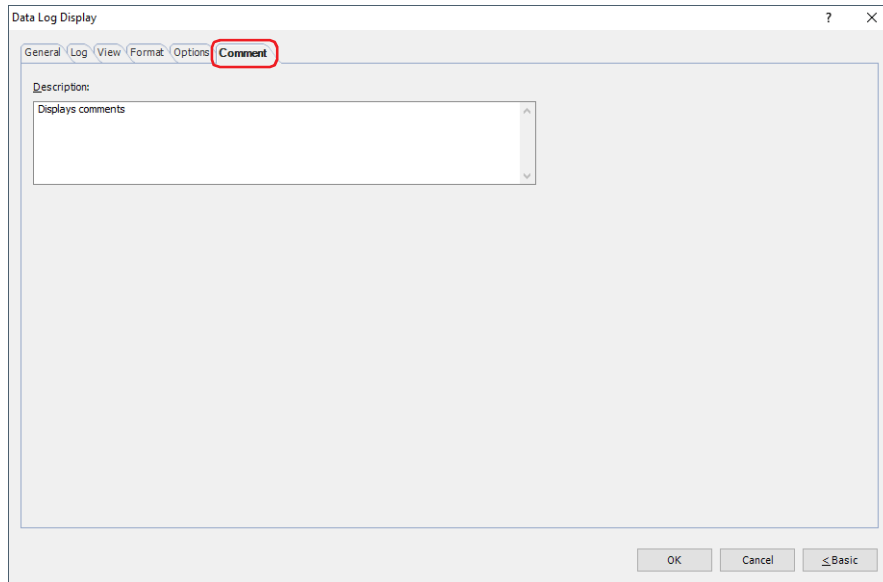 Data Log Display ?
General Log View Format Options Comment
Description:
Displays comments
OK Cancel < Basic